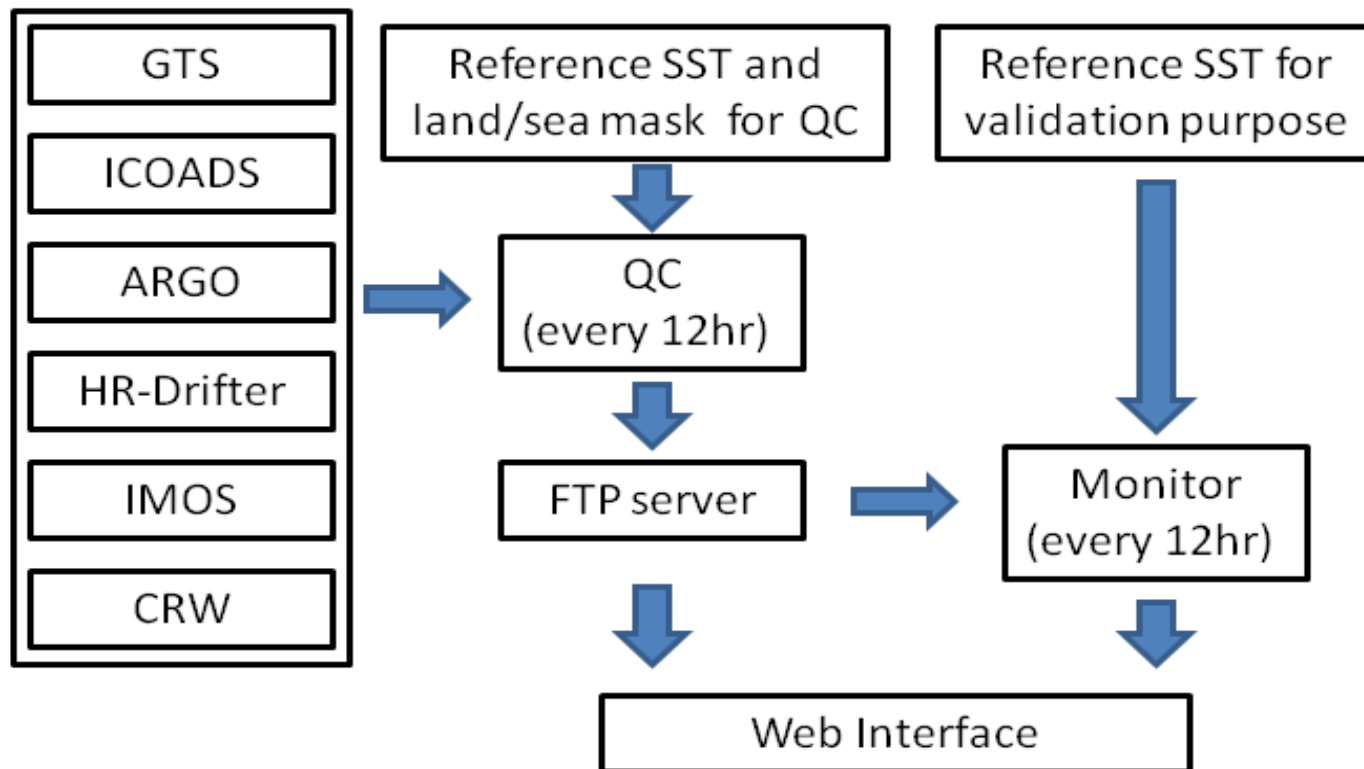 GTS
ICOADS
ARGO
HR-Drifter
IMOS
CRW
Reference SST and
land/sea mask for QC
QC
(every 12hr)
FTP server
Reference SST for
validation purpose
Monitor
(every 12hr)
Web Interface